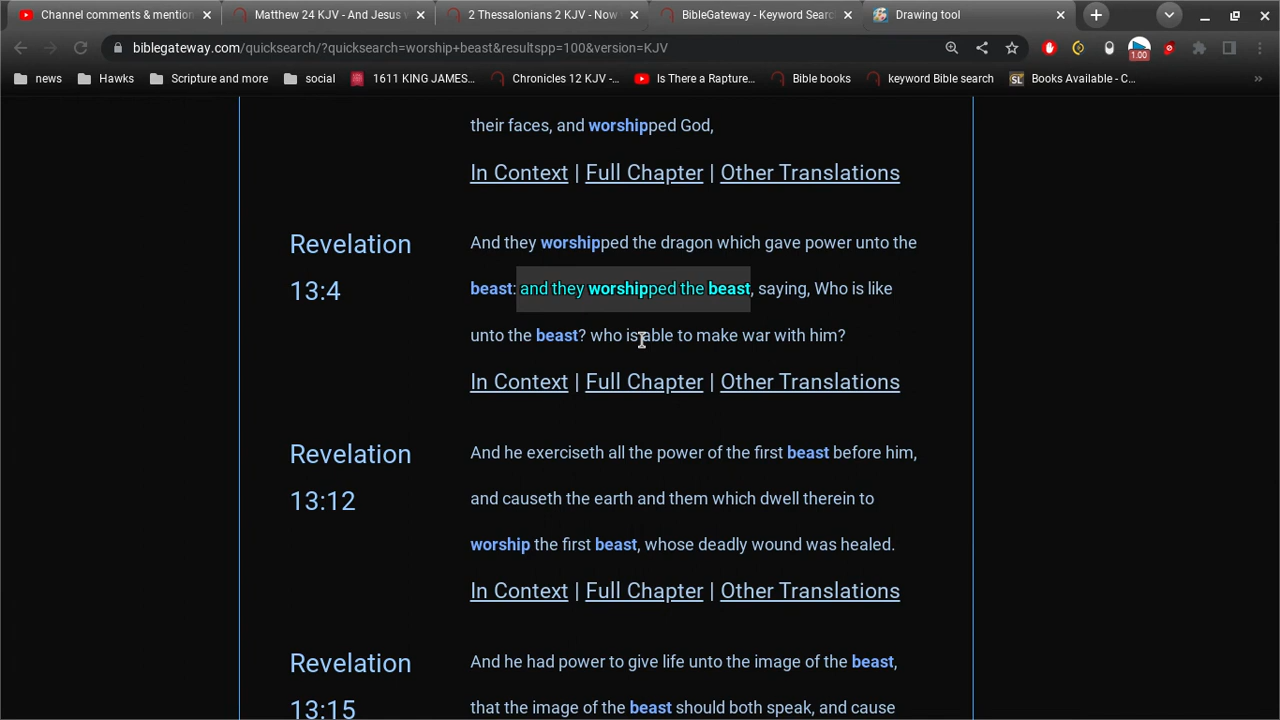 Channel comments & mention
Matthew 24 KJV - And Jesus w
2 Thessalonians 2 KJV - Now
BibleGateway - Keyword Searc
Drawing tool
biblegateway.com/quicksearch/?quicksearch=worship+beast&resultspp=100&version=KJV
1.00
news
Hawks
Scripture and more
social
1611 KING JAMES...
Chronicles 12 KJV -...
Is There a Rapture...
Bible books
keyword Bible search
SL
Books Available - C...
»
their faces, and worshipped God,
In Context | Full Chapter | Other Translations
Revelation
13:4
And they worshipped the dragon which gave power unto the
beast: and they worshipped the beast, saying, Who is like
unto the beast? who is able to make war with him?
In Context | Full Chapter | Other Translations
Revelation
13:12
And he exerciseth all the power of the first beast before him,
and causeth the earth and them which dwell therein to
worship the first beast, whose deadly wound was healed.
In Context | Full Chapter | Other Translations
Revelation
13:15
And he had power to give life unto the image of the beast,
that the image of the beast should both speak, and cause